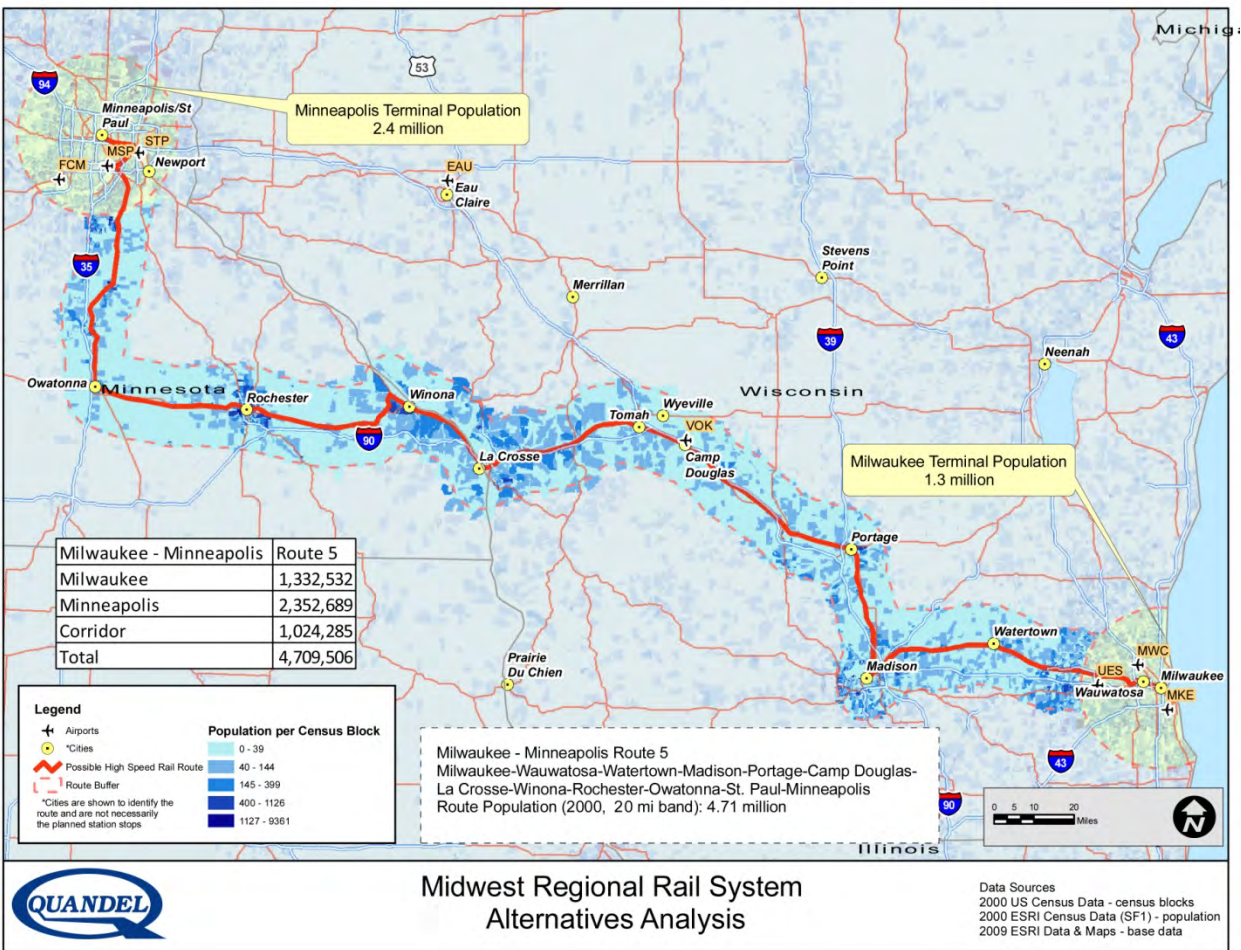 Michiga
53
94
Minneapolis/St
Paul
Minneapolis Terminal Population
2.4 million
STP
MSP
Newport
FCM
EAU
Eau
Claire
Stevens
Point
35
Merrillan
39
43
Neenah
Owatonna
Minnesota
Rochester
Winona
Wisconsin
Wyeville
Tomah
VOK
90
Camp
Douglas
La Crosse
Milwaukee Terminal Population
1.3 million
Portage
Milwaukee - Minneapolis Route 5
Milwaukee 1,332,532
Minneapolis 2,352,689
Corridor 1,024,285
Total 4,709,506
Watertown
Prairie
Du Chien
Madison
MWC
UES
Milwaukee
Wauwatosa
MKE
43
90
Illinois
Legend
Airports
*Cities
Possible High Speed Rail Route
Route Buffer
*Cities are shown to identify the
route and are not necessarily
the planned station stops
Population per Census Block
0 - 39
40 - 144
145 - 399
400 - 1126
1127 - 9361
Milwaukee - Minneapolis Route 5
Milwaukee-Wauwatosa-Watertown-Madison-Portage-Camp Douglas-
La Crosse-Winona-Rochester-Owatonna-St. Paul-Minneapolis
Route Population (2000, 20 mi band): 4.71 million
0 5 10 20
Miles
N
QUANDEL
Midwest Regional Rail System
Alternatives Analysis
Data Sources
2000 US Census Data - census blocks
2000 ESRI Census Data (SF1) - population
2009 ESRI Data & Maps - base data